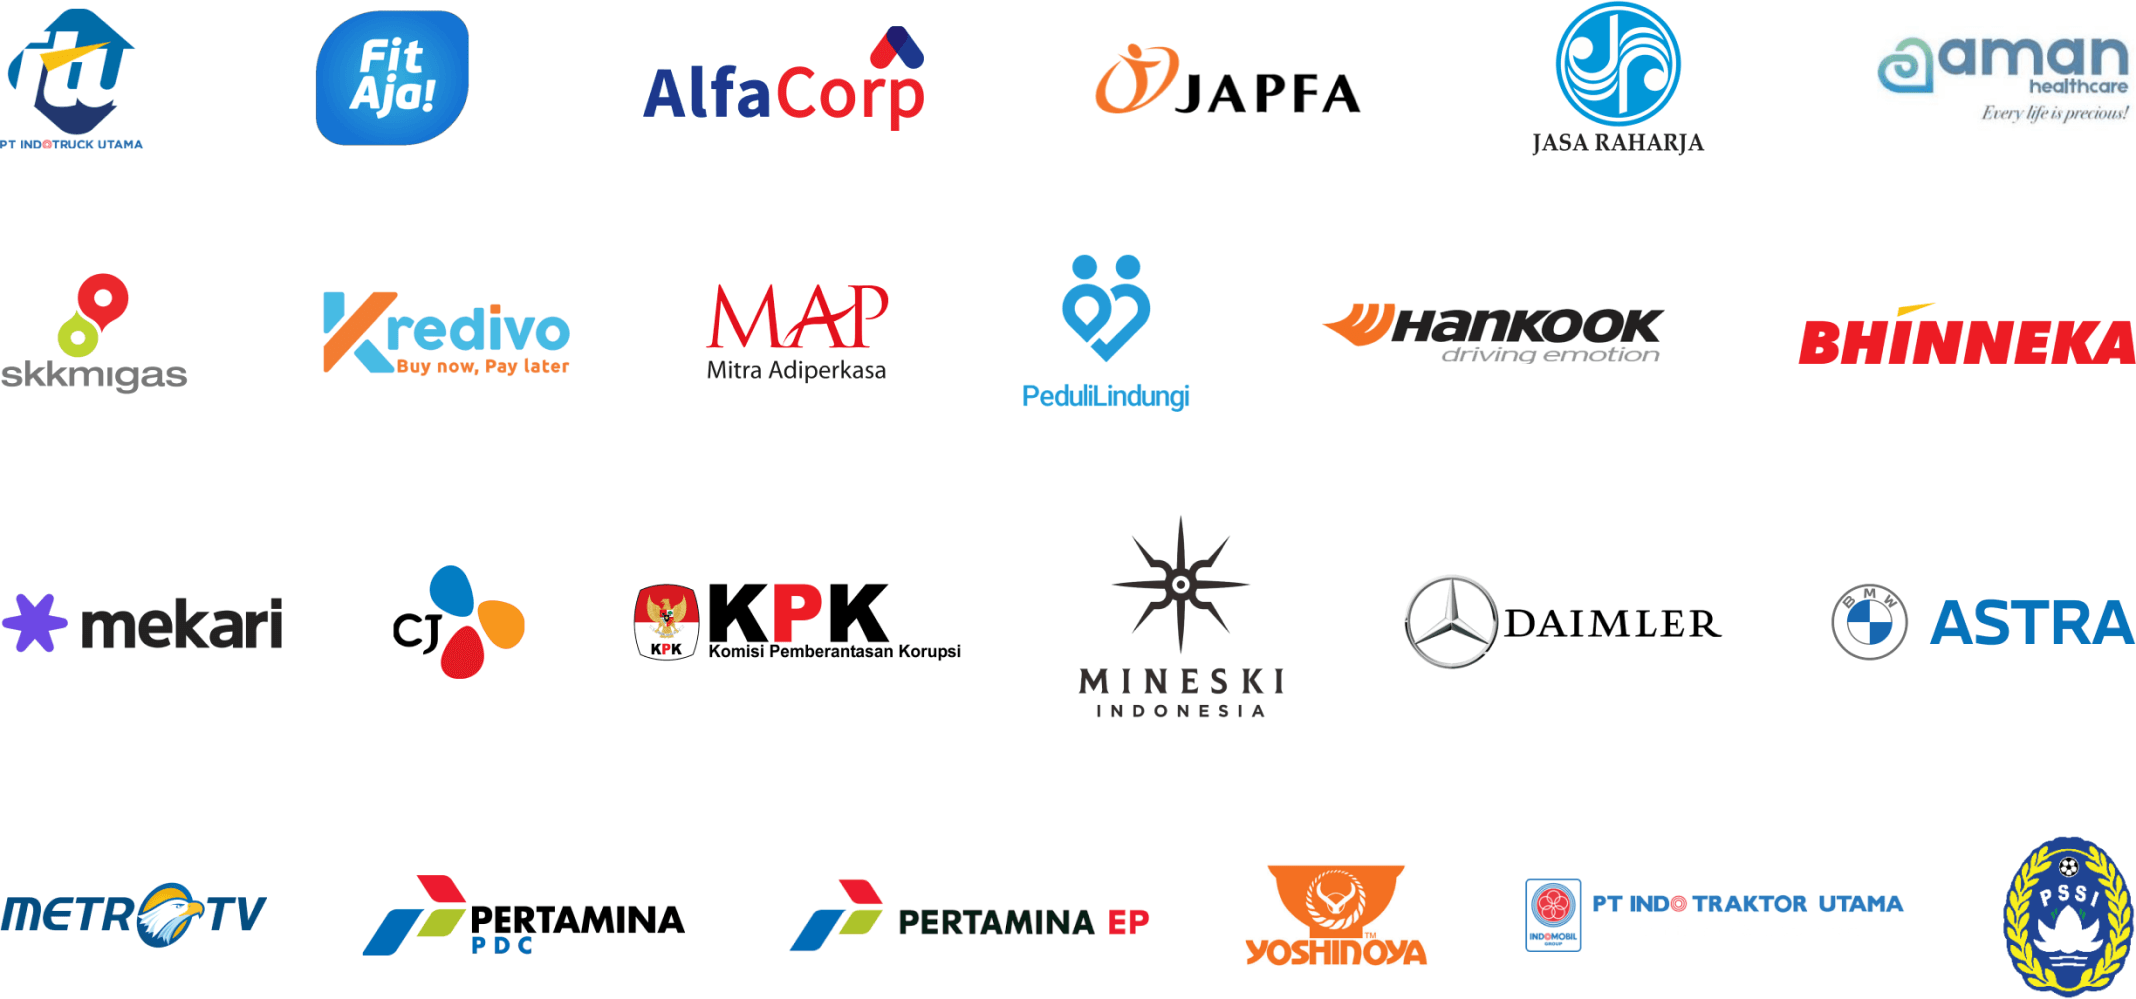 PT INDOTRUCK UTAMA
Fit
Aja!
AlfaCorp
JAPFA
JASA RAHARJA
aman
healthcare
Every life is precious!
skkmigas
Kredivo
Buy now, Pay later
MAP
Mitra Adiperkasa
PeduliLindungi
HANKOOK
driving emotion
BHINNEKA
mekari
CJ
KPK
KPK
Komisi Pemberantasan Korupsi
MINESKI
INDONESIA
DAIMLER
BMW
ASTRA
METRO TV
PERTAMINA
PDC
PERTAMINA EP
YOSHINOYA
TM
INDOMOBIL
GROUP
PT INDO TRAKTOR UTAMA
PSSI